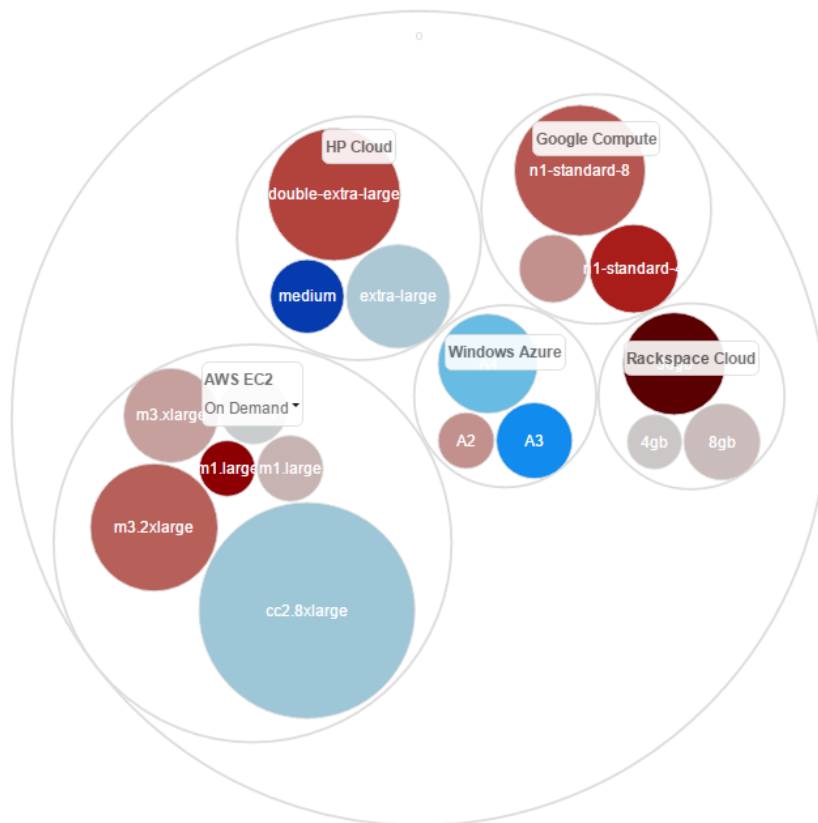 HP Cloud
double-extra-large
medium
extra-large
Google Compute
n1-standard-8
n1-standard-4
Windows Azure
A2
A3
Rackspace Cloud
4gb
8gb
AWS EC2
On Demand
m3.xlarge
m1.large
m1.large
m3.2xlarge
cc2.8xlarge